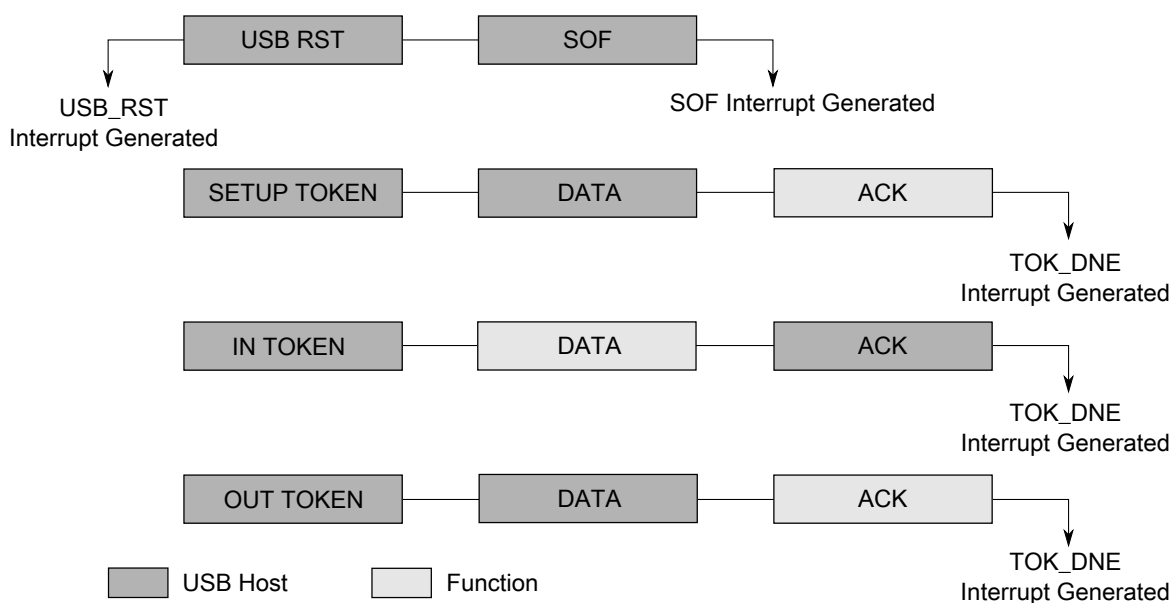 USB RST
SOF
USB_RST
Interrupt Generated
SOF Interrupt Generated
SETUP TOKEN
DATA
ACK
TOK_DNE
Interrupt Generated
IN TOKEN
DATA
ACK
TOK_DNE
Interrupt Generated
OUT TOKEN
DATA
ACK
TOK_DNE
Interrupt Generated
USB Host
Function